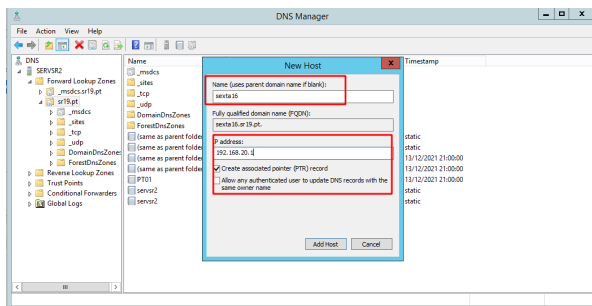 DNS Manager
File Action View Help
DNS
SERVSR2
Forward Lookup Zones
_msdcs.sr19.pt
sr19.pt
_msdcs
_sites
_tcp
_udp
DomainDnsZones
ForestDnsZones
Reverse Lookup Zones
Trust Points
Conditional Forwarders
Global Logs
Name
_msdcs
_sites
_tcp
_udp
DomainDnsZones
ForestDnsZones
(same as parent folde
(same as parent folde
(same as parent folde
(same as parent folde
PT01
servsr2
servsr2
Timestamp
static
static
13/12/2021 21:00:00
13/12/2021 21:00:00
13/12/2021 21:00:00
static
static
New Host
Name (uses parent domain name if blank):
sexta16
Fully qualified domain name (FQDN):
sexta16.sr19.pt.
IP address:
192.168.20.1
Create associated pointer (PTR) record
Allow any authenticated user to update DNS records with the
same owner name
Add Host
Cancel